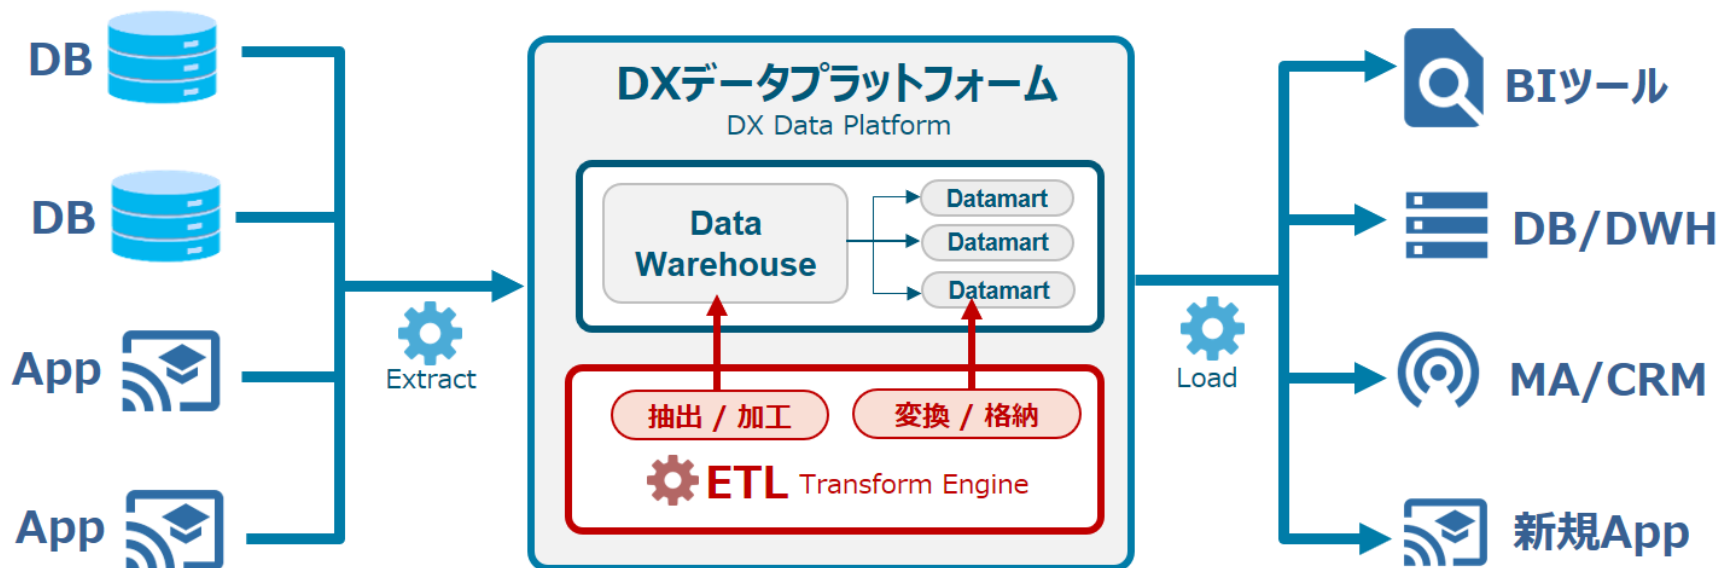 DB
DB
App
App
Extract
DXデータプラットフォーム
DX Data Platform
Data
Warehouse
Datamart
Datamart
Datamart
抽出 / 加工
変換 / 格納
ETL Transform Engine
Load
BIツール
DB/DWH
MA/CRM
新規App